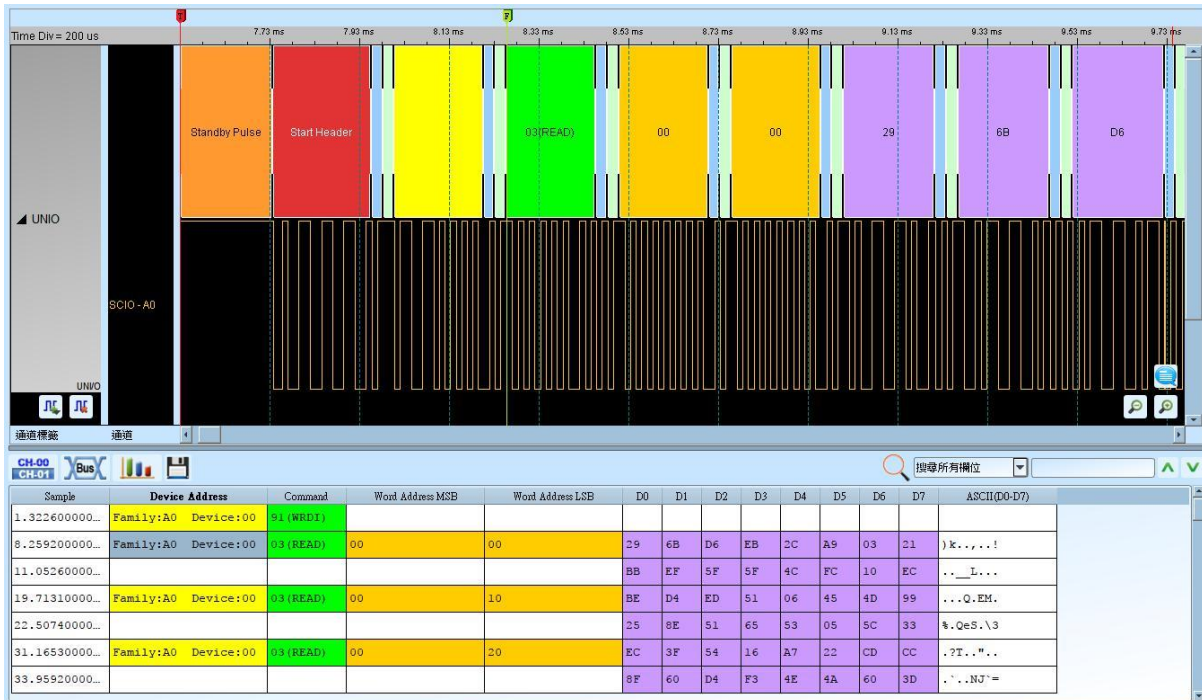 T F
Time Div = 200 us 7.73 ms 7.93 ms 8.13 ms 8.33 ms 8.53 ms 8.73 ms 8.93 ms 9.13 ms 9.33 ms 9.53 ms 9.73 ms
Standby Pulse Start Header 03(READ) 00 00 29 6B D6
UNIO
SCIO - A0
UNI/O
通道標籤 通道
CH-00
CH-01 Bus 搜尋所有欄位
Sample Device Address Command Word Address MSB Word Address LSB D0 D1 D2 D3 D4 D5 D6 D7 ASCII(D0-D7)
1.322600000... Family:A0 Device:00 91(WRDI)
8.259200000... Family:A0 Device:00 03(READ) 00 00 29 6B D6 EB 2C A9 03 21 )k..,..!
11.05260000... BB EF 5F 5F 4C FC 10 EC ..__L...
19.71310000... Family:A0 Device:00 03(READ) 00 10 BE D4 ED 51 06 45 4D 99 ...Q.EM.
22.50740000... 25 8E 51 65 53 05 5C 33 %.QeS.\3
31.16530000... Family:A0 Device:00 03(READ) 00 20 EC 3F 54 16 A7 22 CD CC .?T.."..
33.95920000... 8F 60 D4 F3 4E 4A 60 3D .`..NJ`=